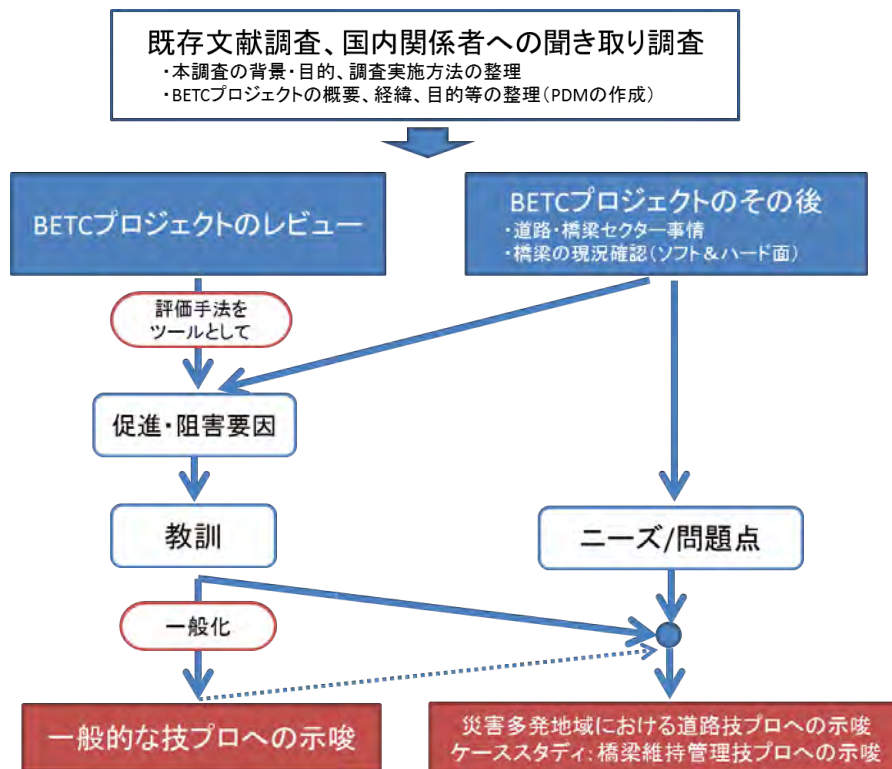 既存文献調査、国内関係者への聞き取り調査
・本調査の背景・目的、調査実施方法の整理
・BETCプロジェクトの概要、経緯、目的等の整理(PDMの作成)
BETCプロジェクトのレビュー
BETCプロジェクトのその後
・道路・橋梁セクター事情
・橋梁の現況確認(ソフト&ハード面)
評価手法を
ツールとして
促進・阻害要因
教訓
ニーズ/問題点
一般化
一般的な技プロへの示唆
災害多発地域における道路技プロへの示唆
ケーススタディ:橋梁維持管理技プロへの示唆